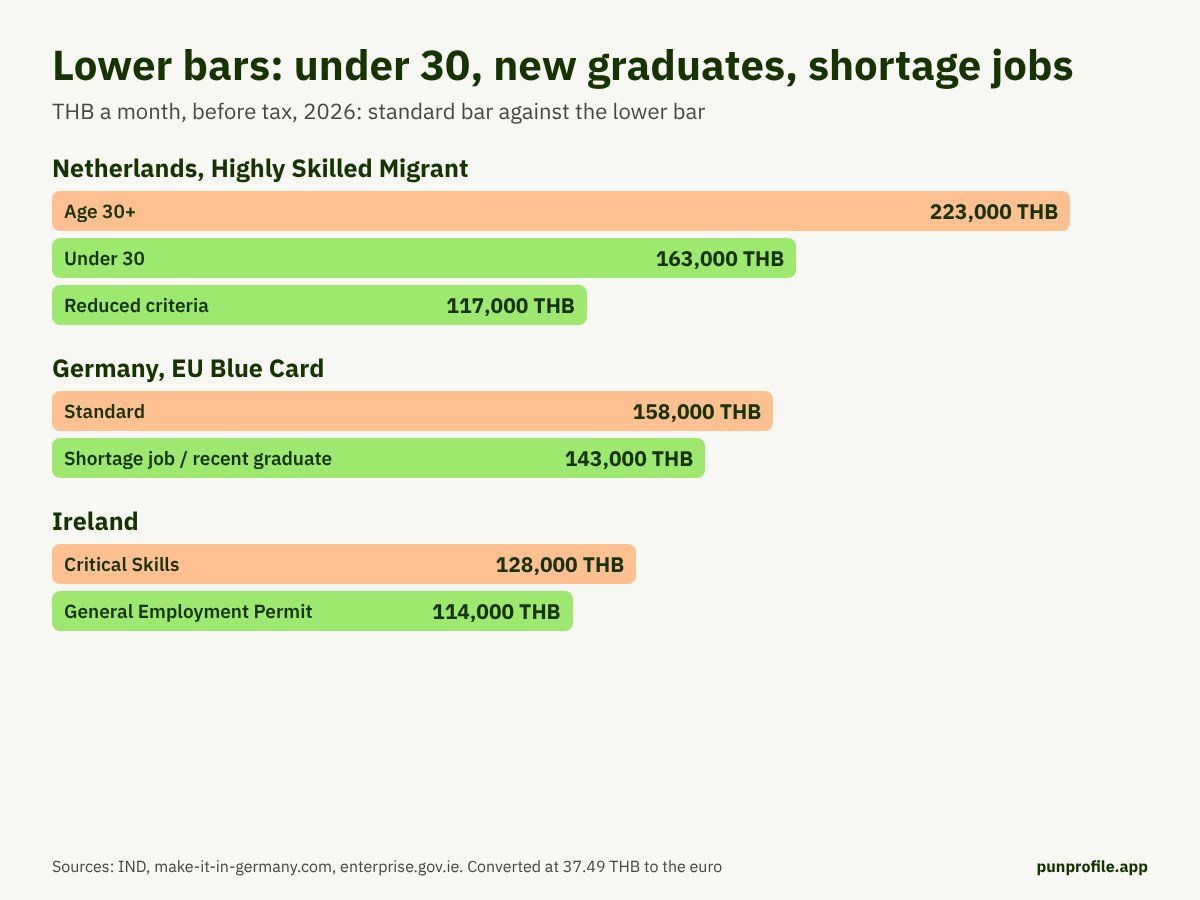 Lower bars: under 30, new graduates, shortage jobs
THB a month, before tax, 2026: standard bar against the lower bar
Netherlands, Highly Skilled Migrant
Age 30+ 223,000 THB
Under 30 163,000 THB
Reduced criteria 117,000 THB
Germany, EU Blue Card
Standard 158,000 THB
Shortage job / recent graduate 143,000 THB
Ireland
Critical Skills 128,000 THB
General Employment Permit 114,000 THB
Sources: IND, make-it-in-germany.com, enterprise.gov.ie. Converted at 37.49 THB to the euro
punprofile.app